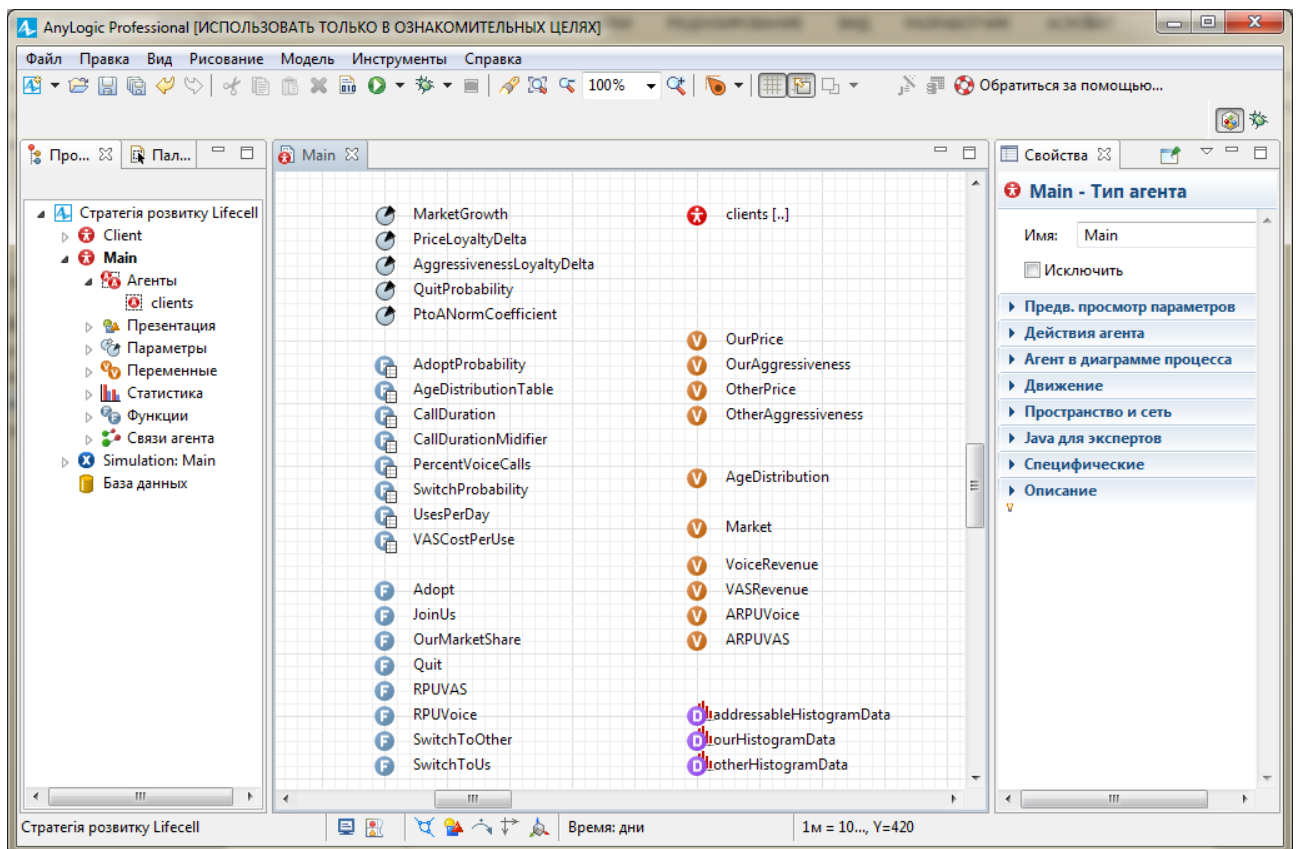 AnyLogic Professional [ИСПОЛЬЗОВАТЬ ТОЛЬКО В ОЗНАКОМИТЕЛЬНЫХ ЦЕЛЯХ]
Файл Правка Вид Рисование Модель Инструменты Справка
100% Обратиться за помощью...
Про... Пал...
Стратегія розвитку Lifecell
Client
Main
Агенты
clients
Презентация
Параметры
Переменные
Статистика
Функции
Связи агента
Simulation: Main
База данных
Main
MarketGrowth
PriceLoyaltyDelta
AggressivenessLoyaltyDelta
QuitProbability
PtoANormCoefficient
AdoptProbability
AgeDistributionTable
CallDuration
CallDurationMidifier
PercentVoiceCalls
SwitchProbability
UsesPerDay
VASCostPerUse
Adopt
JoinUs
OurMarketShare
Quit
RPUVAS
RPUVoice
SwitchToOther
SwitchToUs
clients [..]
OurPrice
OurAggressiveness
OtherPrice
OtherAggressiveness
AgeDistribution
Market
VoiceRevenue
VASRevenue
ARPUVoice
ARPUVAS
addressableHistogramData
ourHistogramData
otherHistogramData
Свойства
Main - Тип агента
Имя: Main
Исключить
Предв. просмотр параметров
Действия агента
Агент в диаграмме процесса
Движение
Пространство и сеть
Java для экспертов
Специфические
Описание
Стратегія розвитку Lifecell Время: дни 1м = 10..., Y=420